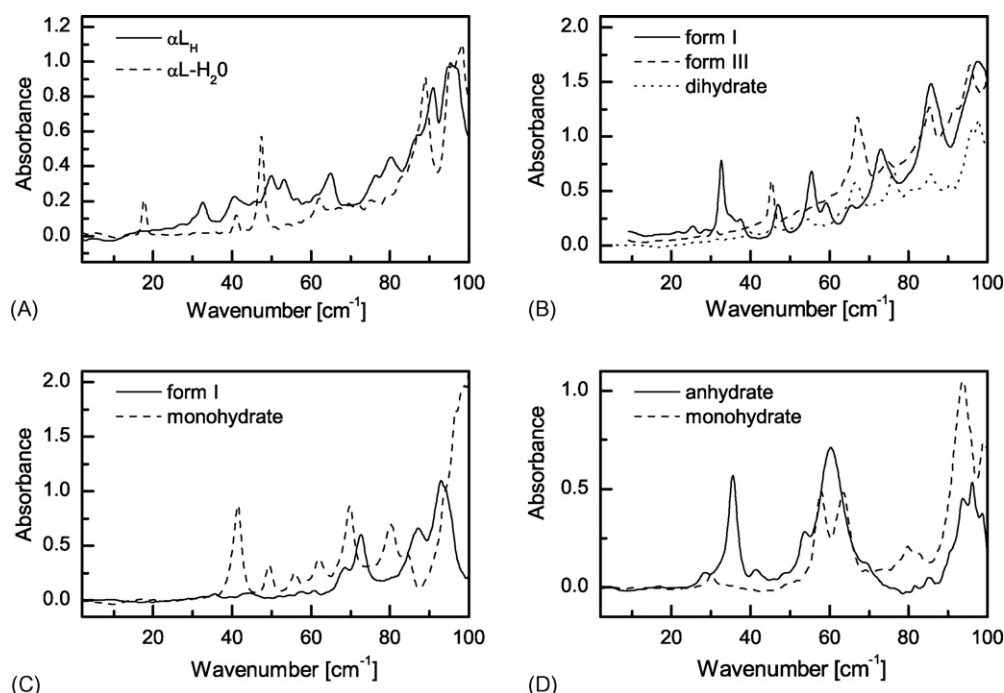 1.2
1.0
0.8
0.6
0.4
0.2
0.0
Absorbance
αL_H
αL-H₂0
20 40 60 80 100
Wavenumber [cm⁻¹]
(A)
2.0
1.5
1.0
0.5
0.0
Absorbance
form I
form III
dihydrate
20 40 60 80 100
Wavenumber [cm⁻¹]
(B)
2.0
1.5
1.0
0.5
0.0
Absorbance
form I
monohydrate
20 40 60 80 100
Wavenumber [cm⁻¹]
(C)
1.0
0.5
0.0
Absorbance
anhydrate
monohydrate
20 40 60 80 100
Wavenumber [cm⁻¹]
(D)